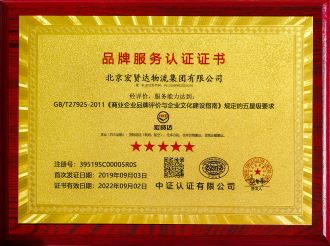 品牌服务认证证书
北京宏贤达物流集团有限公司
经评价，服务能力达到：
GB/T27925-2011《商业企业品牌评价与企业文化建设指南》规定的五星级要求
宏贤达
注册号：39519SC00005R0S
首次发证日期：2019年09月03日
证书有效日期：2022年09月02日
中证认证有限公司